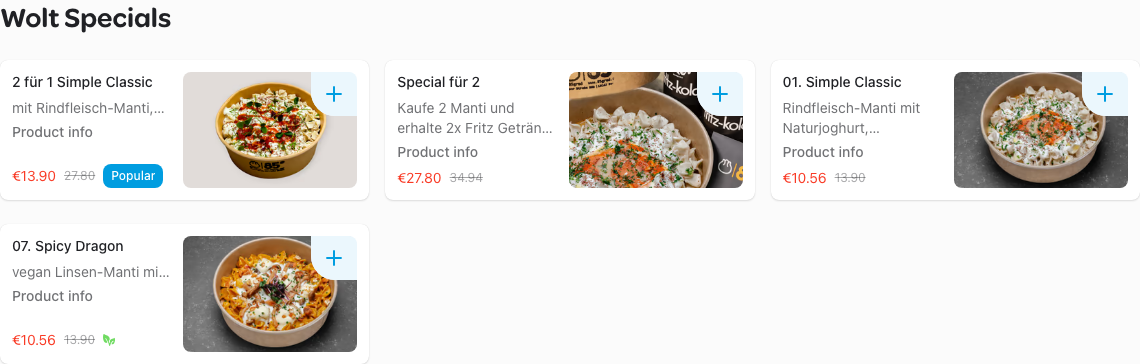 Wolt Specials
2 für 1 Simple Classic
mit Rindfleisch-Manti,...
Product info
€13.90 27.80 Popular
Special für 2
Kaufe 2 Manti und
erhalte 2x Fritz Geträn...
Product info
€27.80 34.94
01. Simple Classic
Rindfleisch-Manti mit
Naturjoghurt,...
Product info
€10.56 13.90
07. Spicy Dragon
vegan Linsen-Manti mi...
Product info
€10.56 13.90